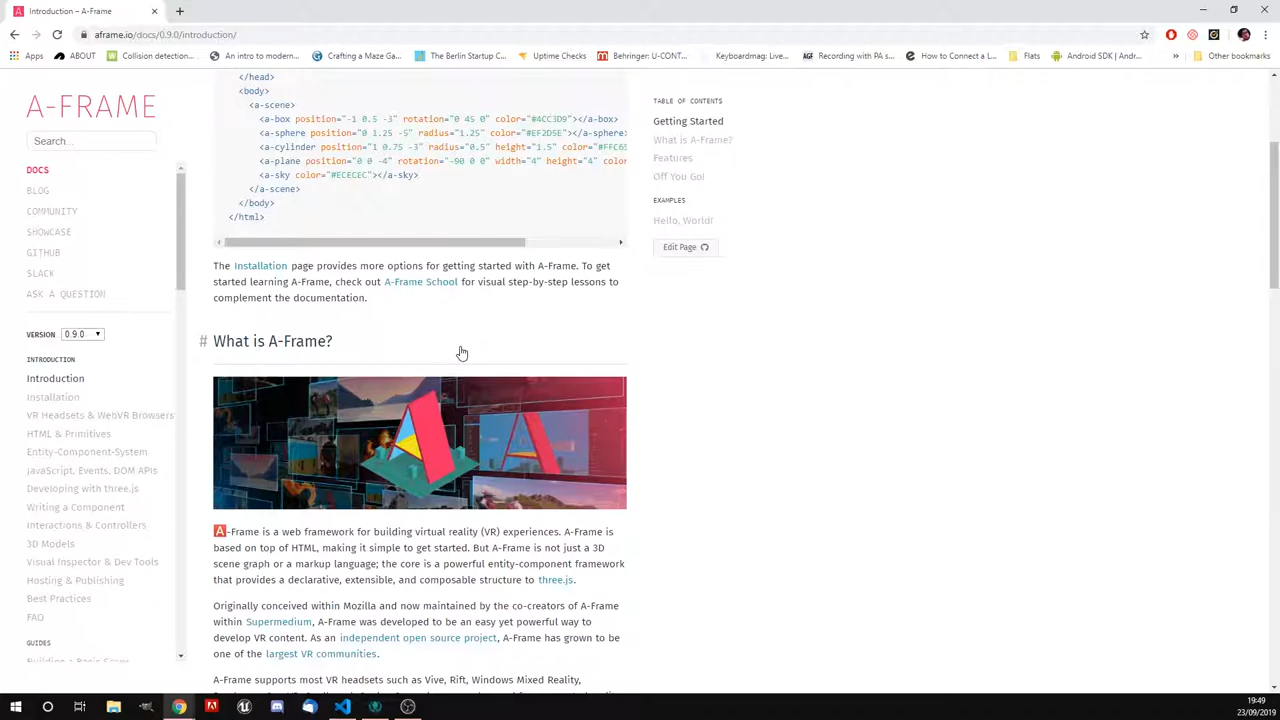 Introduction – A-Frame
aframe.io/docs/0.9.0/introduction/
Apps
ABOUT
Collision detection...
An intro to modern...
Crafting a Maze Ga...
The Berlin Startup C...
Uptime Checks
Behringer: U-CONT...
Keyboardmag: Live...
Recording with PA s...
How to Connect a L...
Flats
Android SDK | Andr...
»
Other bookmarks
A-FRAME
Search...
DOCS
BLOG
COMMUNITY
SHOWCASE
GITHUB
SLACK
ASK A QUESTION
VERSION 0.9.0
INTRODUCTION
Introduction
Installation
VR Headsets & WebVR Browsers
HTML & Primitives
Entity-Component-System
JavaScript, Events, DOM APIs
Developing with three.js
Writing a Component
Interactions & Controllers
3D Models
Visual Inspector & Dev Tools
Hosting & Publishing
Best Practices
FAQ
GUIDES
</head>
<body>
<a-scene>
<a-box position="-1 0.5 -3" rotation="0 45 0" color="#4CC3D9"></a-box>
<a-sphere position="0 1.25 -5" radius="1.25" color="#EF2D5E"></a-sphere>
<a-cylinder position="1 0.75 -3" radius="0.5" height="1.5" color="#FFC65
<a-plane position="0 0 -4" rotation="-90 0 0" width="4" height="4" color
<a-sky color="#ECECEC"></a-sky>
</a-scene>
</body>
</html>
The Installation page provides more options for getting started with A-Frame. To get
started learning A-Frame, check out A-Frame School for visual step-by-step lessons to
complement the documentation.
# What is A-Frame?
A-Frame is a web framework for building virtual reality (VR) experiences. A-Frame is
based on top of HTML, making it simple to get started. But A-Frame is not just a 3D
scene graph or a markup language; the core is a powerful entity-component framework
that provides a declarative, extensible, and composable structure to three.js.
Originally conceived within Mozilla and now maintained by the co-creators of A-Frame
within Supermedium, A-Frame was developed to be an easy yet powerful way to
develop VR content. As an independent open source project, A-Frame has grown to be
one of the largest VR communities.
A-Frame supports most VR headsets such as Vive, Rift, Windows Mixed Reality,
TABLE OF CONTENTS
Getting Started
What is A-Frame?
Features
Off You Go!
EXAMPLES
Hello, World!
Edit Page
19:49
23/09/2019